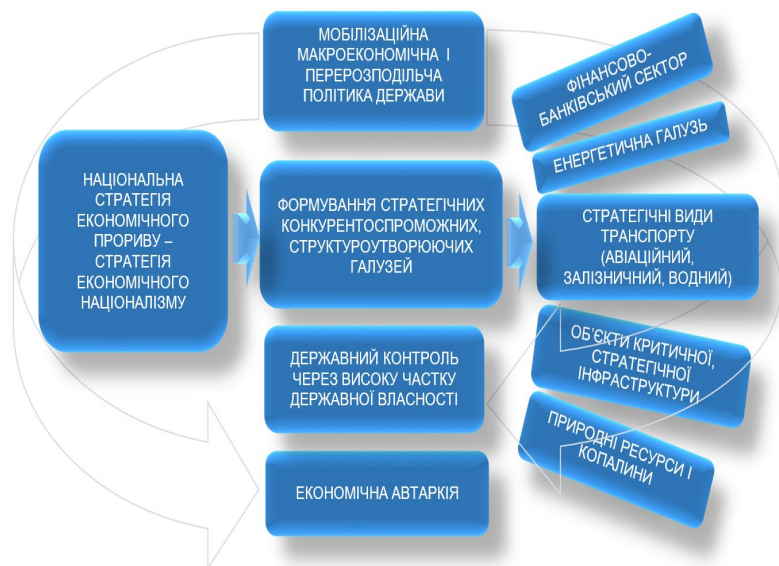 НАЦІОНАЛЬНА
СТРАТЕГІЯ
ЕКОНОМІЧНОГО
ПРОРИВУ –
СТРАТЕГІЯ
ЕКОНОМІЧНОГО
НАЦІОНАЛІЗМУ
МОБІЛІЗАЦІЙНА
МАКРОЕКОНОМІЧНА І
ПЕРЕРОЗПОДІЛЬЧА
ПОЛІТИКА ДЕРЖАВИ
ФОРМУВАННЯ СТРАТЕГІЧНИХ
КОНКУРЕНТОСПРОМОЖНИХ,
СТРУКТУРОУТВОРЮЮЧИХ
ГАЛУЗЕЙ
ДЕРЖАВНИЙ КОНТРОЛЬ
ЧЕРЕЗ ВИСОКУ ЧАСТКУ
ДЕРЖАВНОЇ ВЛАСНОСТІ
ЕКОНОМІЧНА АВТАРКІЯ
ФІНАНСОВО-
БАНКІВСЬКИЙ СЕКТОР
ЕНЕРГЕТИЧНА ГАЛУЗЬ
СТРАТЕГІЧНІ ВИДИ
ТРАНСПОРТУ
(АВІАЦІЙНИЙ,
ЗАЛІЗНИЧНИЙ, ВОДНИЙ)
ОБ’ЄКТИ КРИТИЧНОЇ,
СТРАТЕГІЧНОЇ
ІНФРАСТРУКТУРИ
ПРИРОДНІ РЕСУРСИ І
КОПАЛИНИ